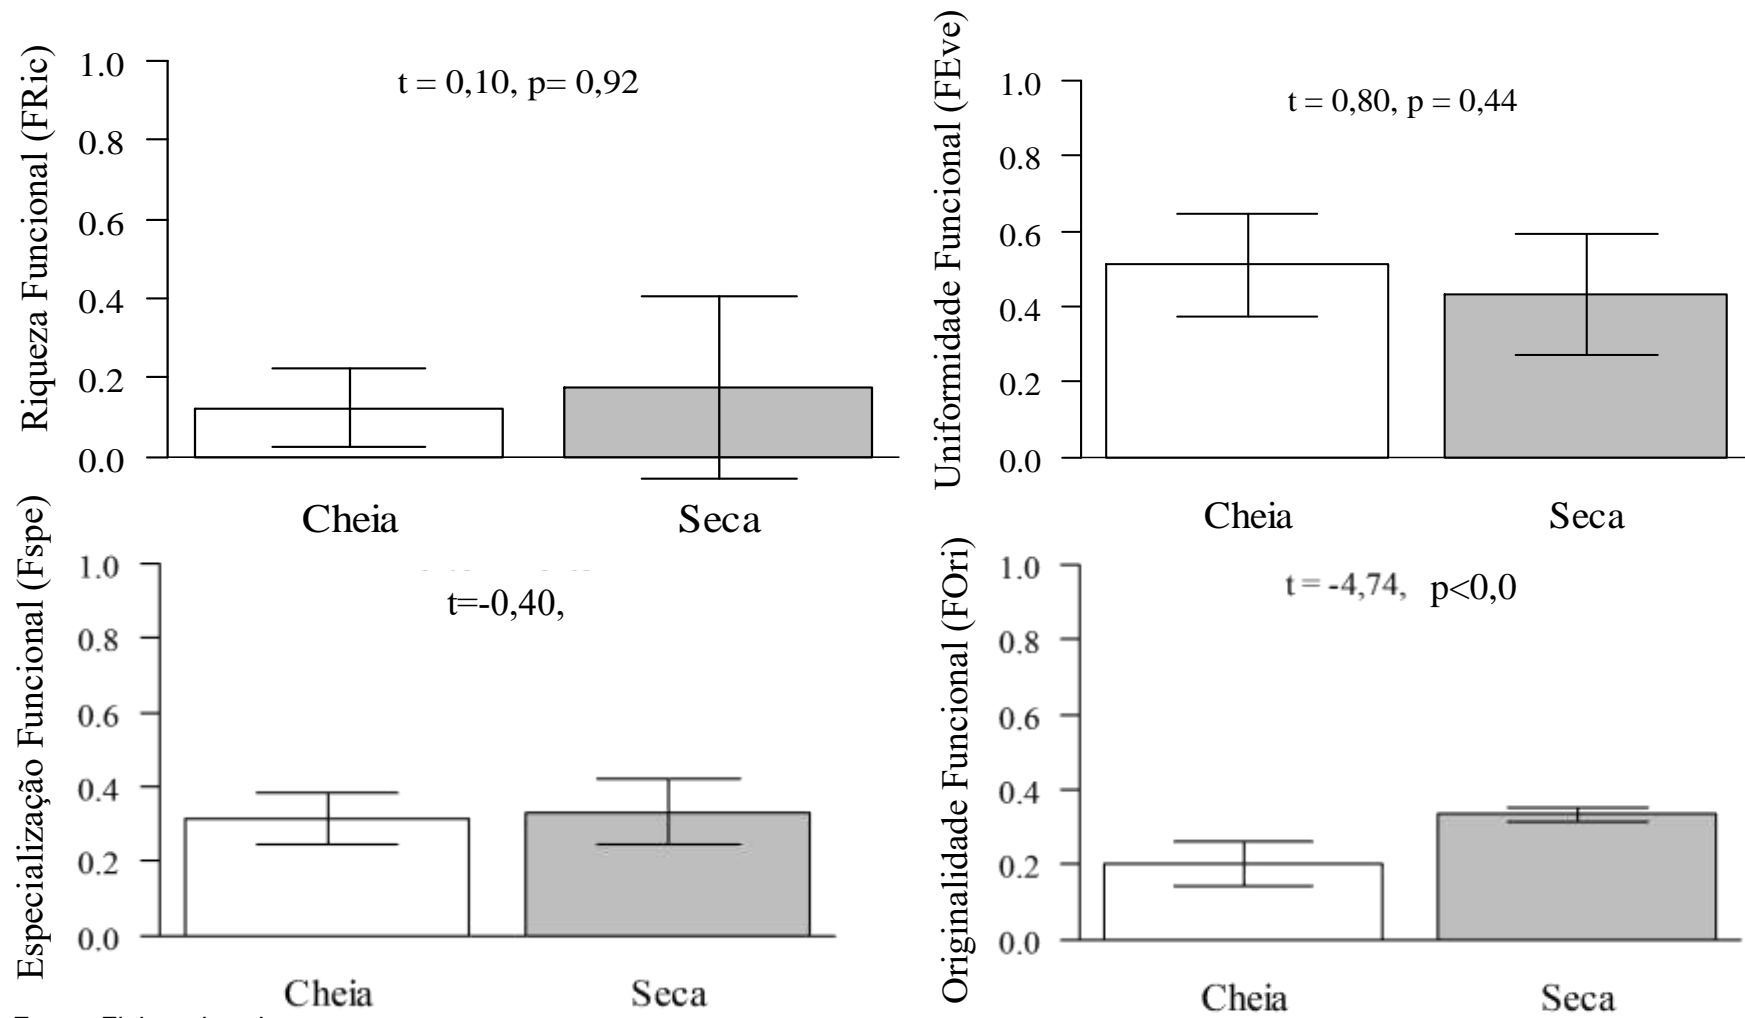 Riqueza Funcional (FRic)
1.0
0.8
0.6
0.4
0.2
0.0
t = 0,10, p= 0,92
Cheia
Seca
Uniformidade Funcional (FEve)
1.0
0.8
0.6
0.4
0.2
0.0
t = 0,80, p = 0,44
Cheia
Seca
Especialização Funcional (Fspe)
1.0
0.8
0.6
0.4
0.2
0.0
t=-0,40,
Cheia
Seca
Originalidade Funcional (FOri)
1.0
0.8
0.6
0.4
0.2
0.0
t = -4,74, p<0,0
Cheia
Seca